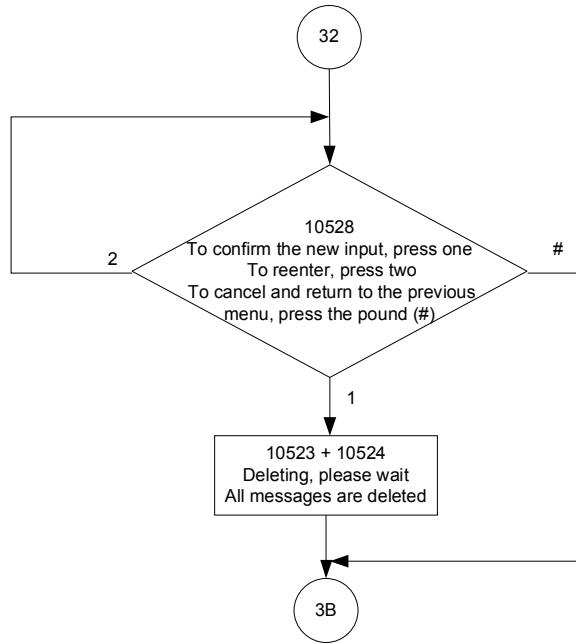 32
10528
To confirm the new input, press one
To reenter, press two
To cancel and return to the previous
menu, press the pound (#)
2
#
1
10523 + 10524
Deleting, please wait
All messages are deleted
3B